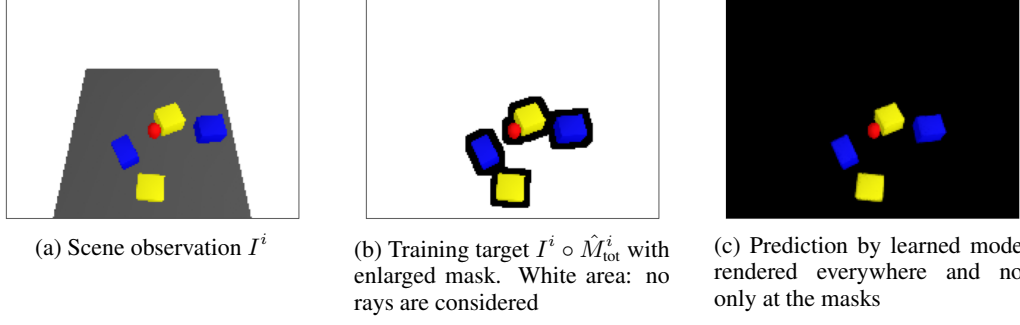 (a) Scene observation I^i
(b) Training target I^i ∘ M̂^i_tot with
enlarged mask. White area: no
rays are considered
(c) Prediction by learned mode
rendered everywhere and no
only at the masks